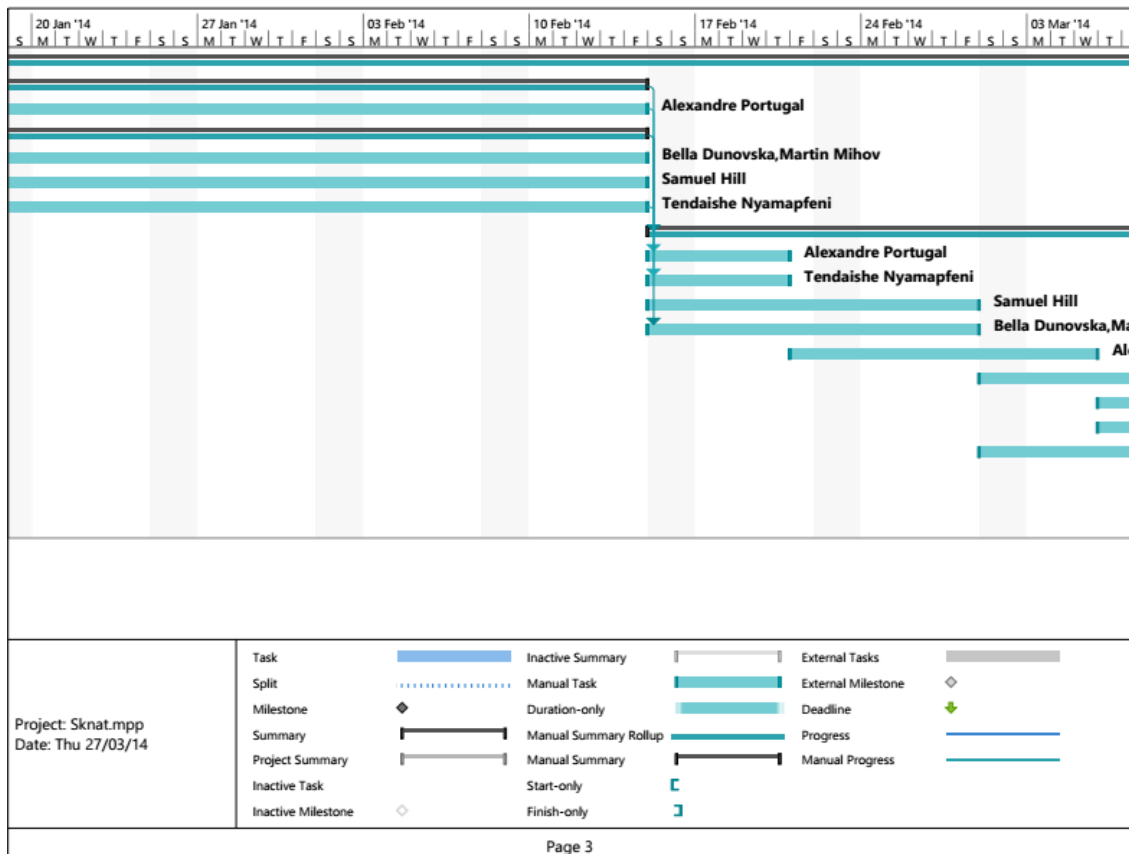 20 Jan '14 27 Jan '14 03 Feb '14 10 Feb '14 17 Feb '14 24 Feb '14 03 Mar '14
S M T W T F S S M T W T F S S M T W T F S S M T W T F S S M T W T F S S M T W T F S S M T W T
Alexandre Portugal
Bella Dunovska,Martin Mihov
Samuel Hill
Tendaishe Nyamapfeni
Alexandre Portugal
Tendaishe Nyamapfeni
Samuel Hill
Bella Dunovska,Ma
Ale
Project: Sknat.mpp
Date: Thu 27/03/14
Task Inactive Summary External Tasks
Split Manual Task External Milestone
Milestone Duration-only Deadline
Summary Manual Summary Rollup Progress
Project Summary Manual Summary Manual Progress
Inactive Task Start-only
Inactive Milestone Finish-only
Page 3